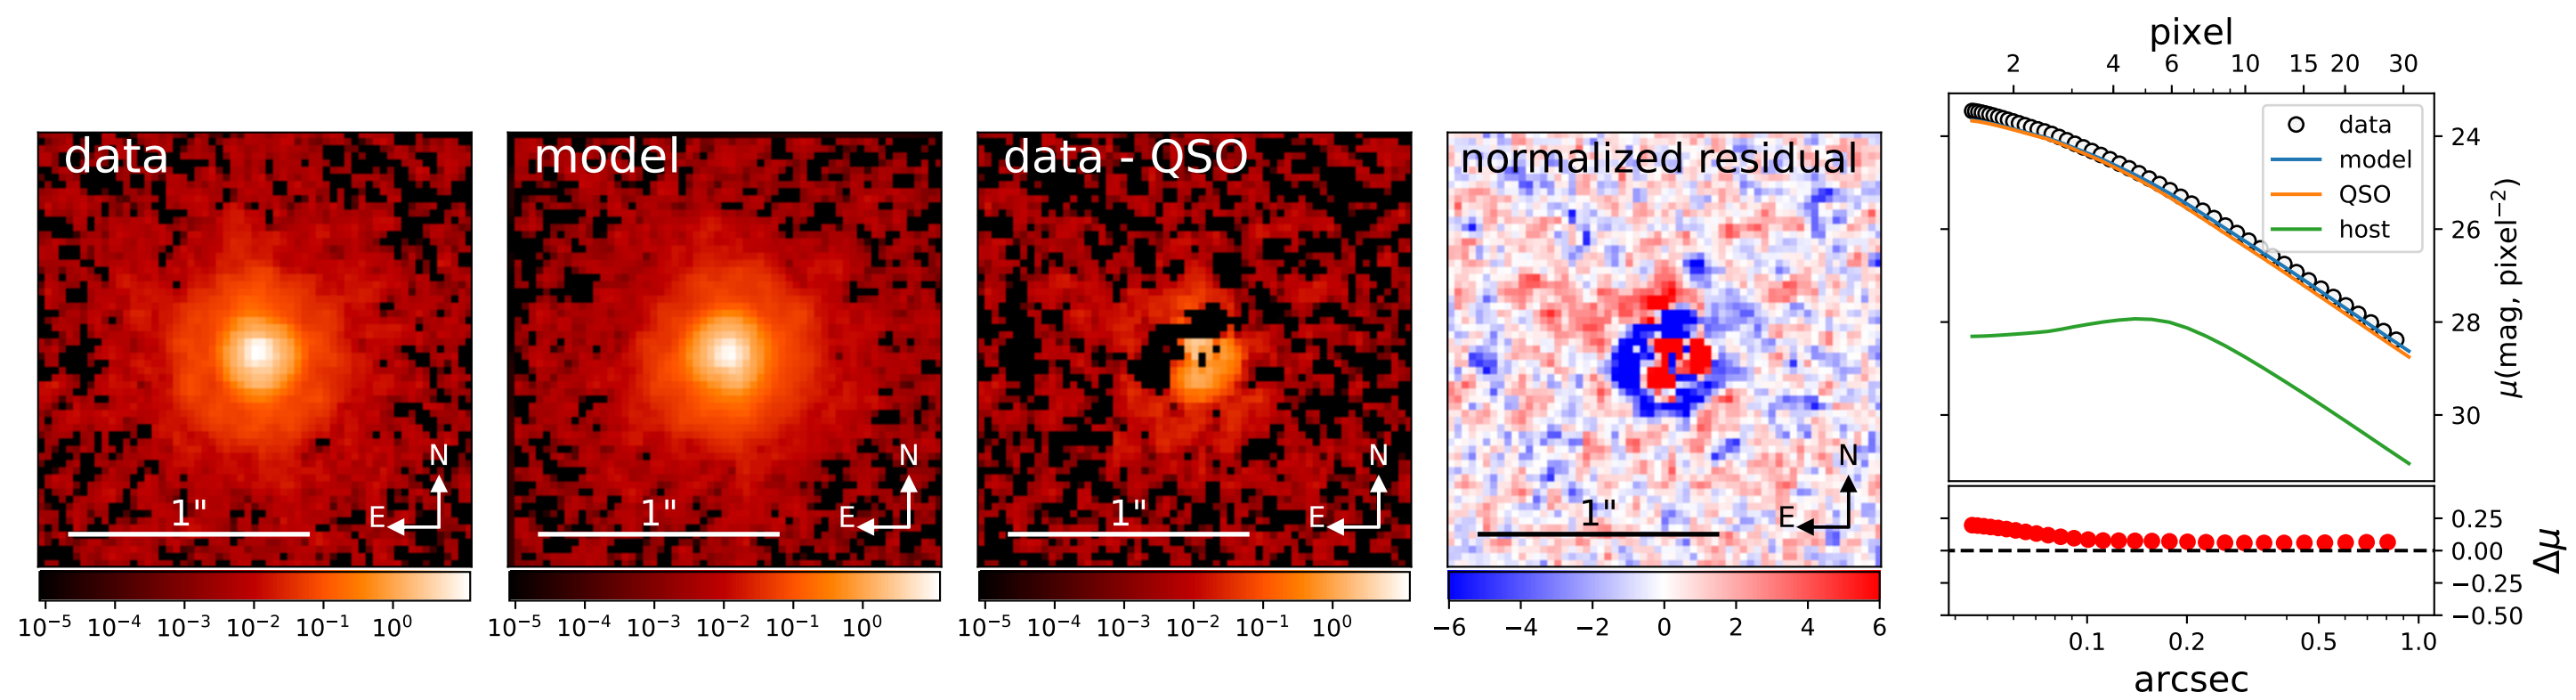 data
1"
N
E
10⁻⁵ 10⁻⁴ 10⁻³ 10⁻² 10⁻¹ 10⁰
model
1"
N
E
10⁻⁵ 10⁻⁴ 10⁻³ 10⁻² 10⁻¹ 10⁰
data - QSO
1"
N
E
10⁻⁵ 10⁻⁴ 10⁻³ 10⁻² 10⁻¹ 10⁰
normalized residual
1"
N
E
−6 −4 −2 0 2 4 6
pixel
2 4 6 10 15 20 30
data
model
QSO
host
24
26
28
30
μ(mag, pixel⁻²)
0.25
0.00
−0.25
−0.50
Δμ
0.1 0.2 0.5 1.0
arcsec